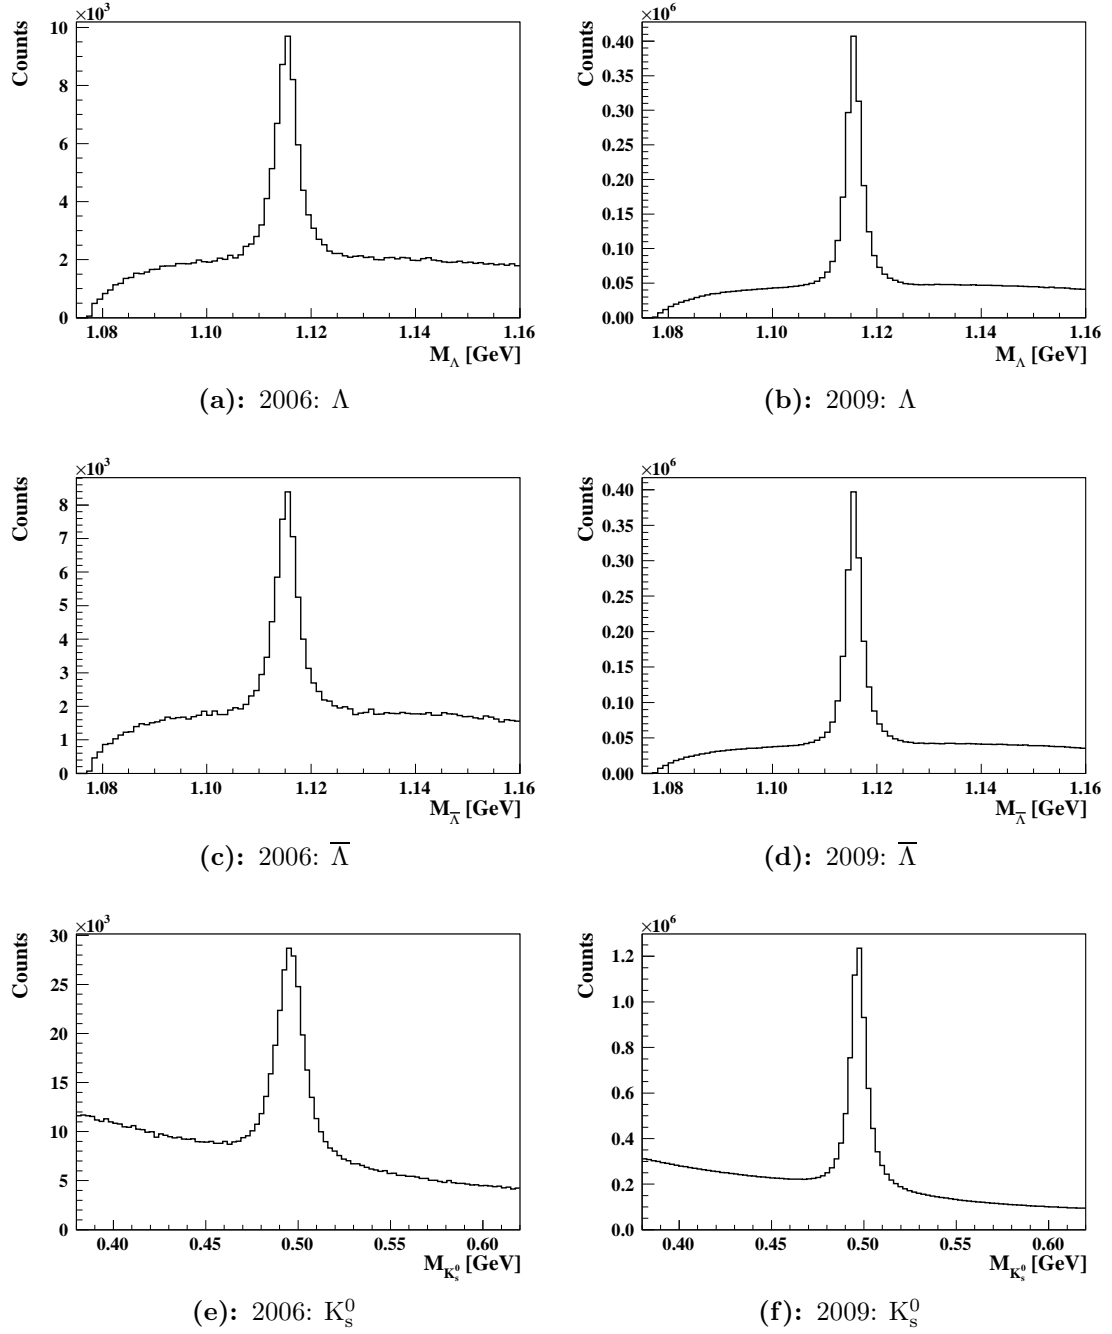 ×10³ ×10⁶
Counts Counts
10 0.40
8 0.35
0.30
6 0.25
0.20
4 0.15
2 0.10
0.05
0 0.00
1.08 1.10 1.12 1.14 1.16 1.08 1.10 1.12 1.14 1.16
M_Λ [GeV] M_Λ [GeV]
(a): 2006: Λ (b): 2009: Λ
×10³ ×10⁶
Counts Counts
8 0.40
7 0.35
6 0.30
5 0.25
4 0.20
3 0.15
2 0.10
1 0.05
0 0.00
1.08 1.10 1.12 1.14 1.16 1.08 1.10 1.12 1.14 1.16
M_Λ̅ [GeV] M_Λ̅ [GeV]
(c): 2006: Λ̅ (d): 2009: Λ̅
×10³ ×10⁶
Counts Counts
30 1.2
25 1.0
20 0.8
15 0.6
10 0.4
5 0.2
0 0.0
0.40 0.45 0.50 0.55 0.60 0.40 0.45 0.50 0.55 0.60
M_K⁰ₛ [GeV] M_K⁰ₛ [GeV]
(e): 2006: K⁰ₛ (f): 2009: K⁰ₛ